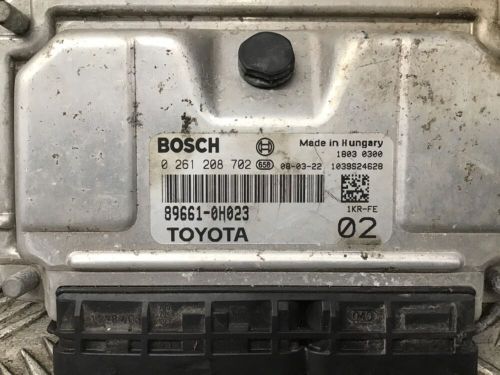 BOSCH Made in Hungary
0 261 208 702 658 08-03-22 1803 0300
1039S24628
89661-0H023 1KR-FE
TOYOTA 02